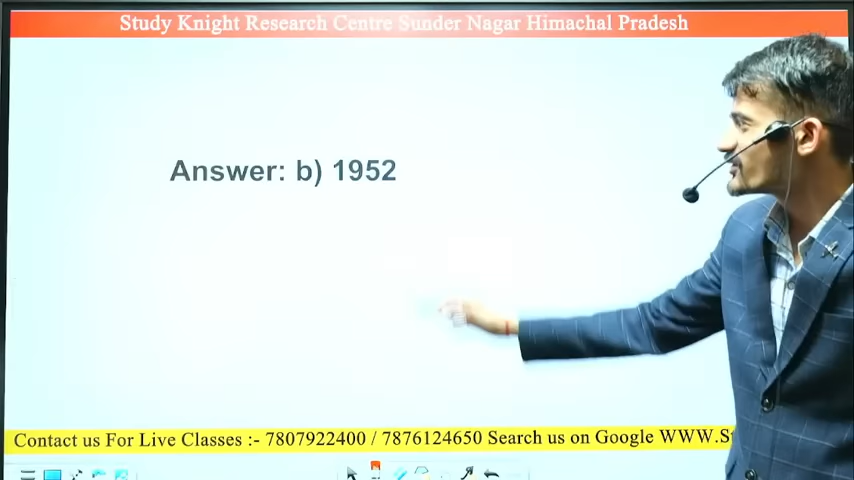 Study Knight Research Centre Sunder Nagar Himachal Pradesh
Answer: b) 1952
Contact us For Live Classes :- 7807922400 / 7876124650 Search us on Google WWW.S